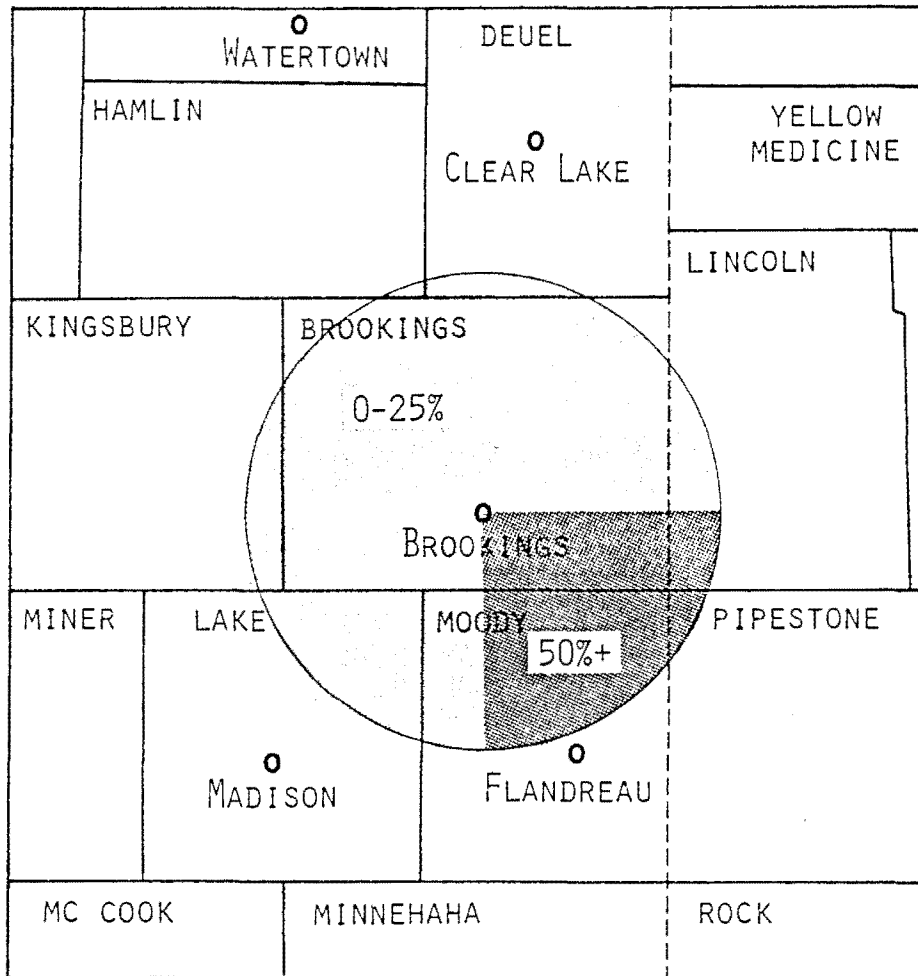 WATERTOWN
DEUEL
HAMLIN
YELLOW
MEDICINE
CLEAR LAKE
LINCOLN
KINGSBURY
BROOKINGS
0-25%
BROOKINGS
MINER
LAKE
MOODY
PIPESTONE
50%+
MADISON
FLANDREAU
MC COOK
MINNEHAHA
ROCK